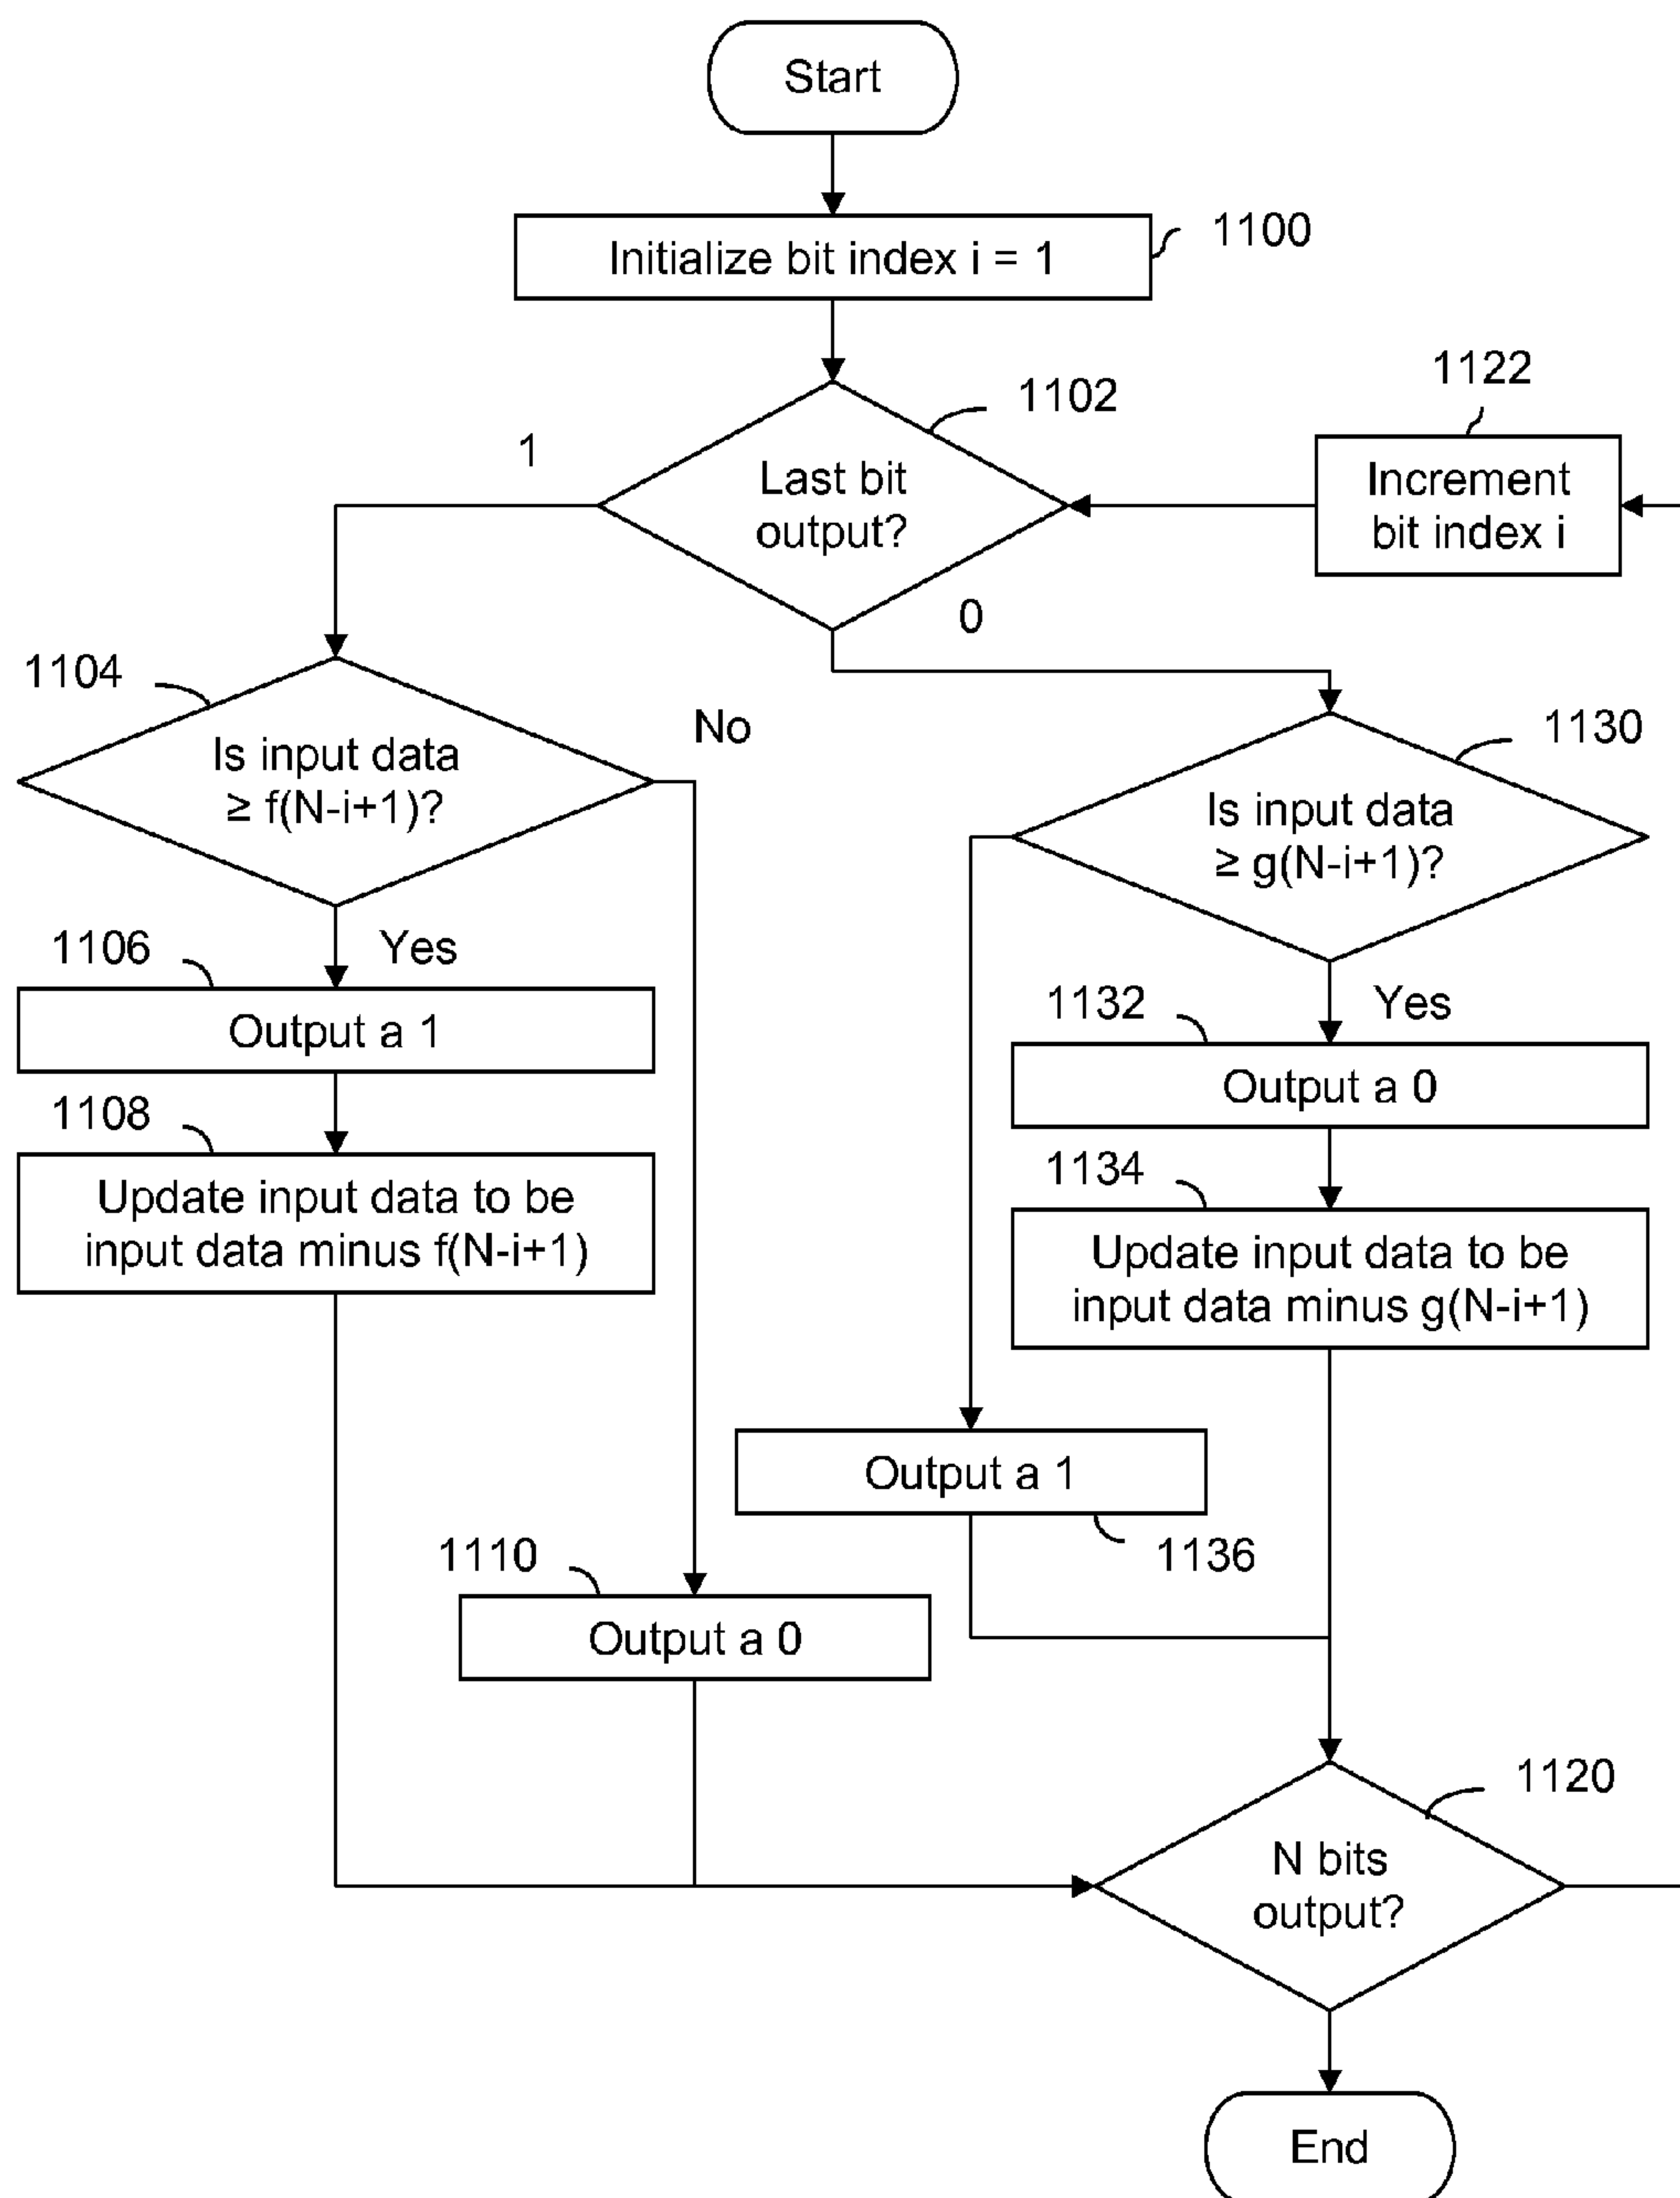 Start
Initialize bit index i = 1
1100
1102
1122
1
Last bit
output?
Increment
bit index i
0
1104
No
1130
Is input data
≥ f(N-i+1)?
Is input data
≥ g(N-i+1)?
1106
Yes
1132
Yes
Output a 1
Output a 0
1108
1134
Update input data to be
input data minus f(N-i+1)
Update input data to be
input data minus g(N-i+1)
Output a 1
1136
1110
Output a 0
1120
N bits
output?
End